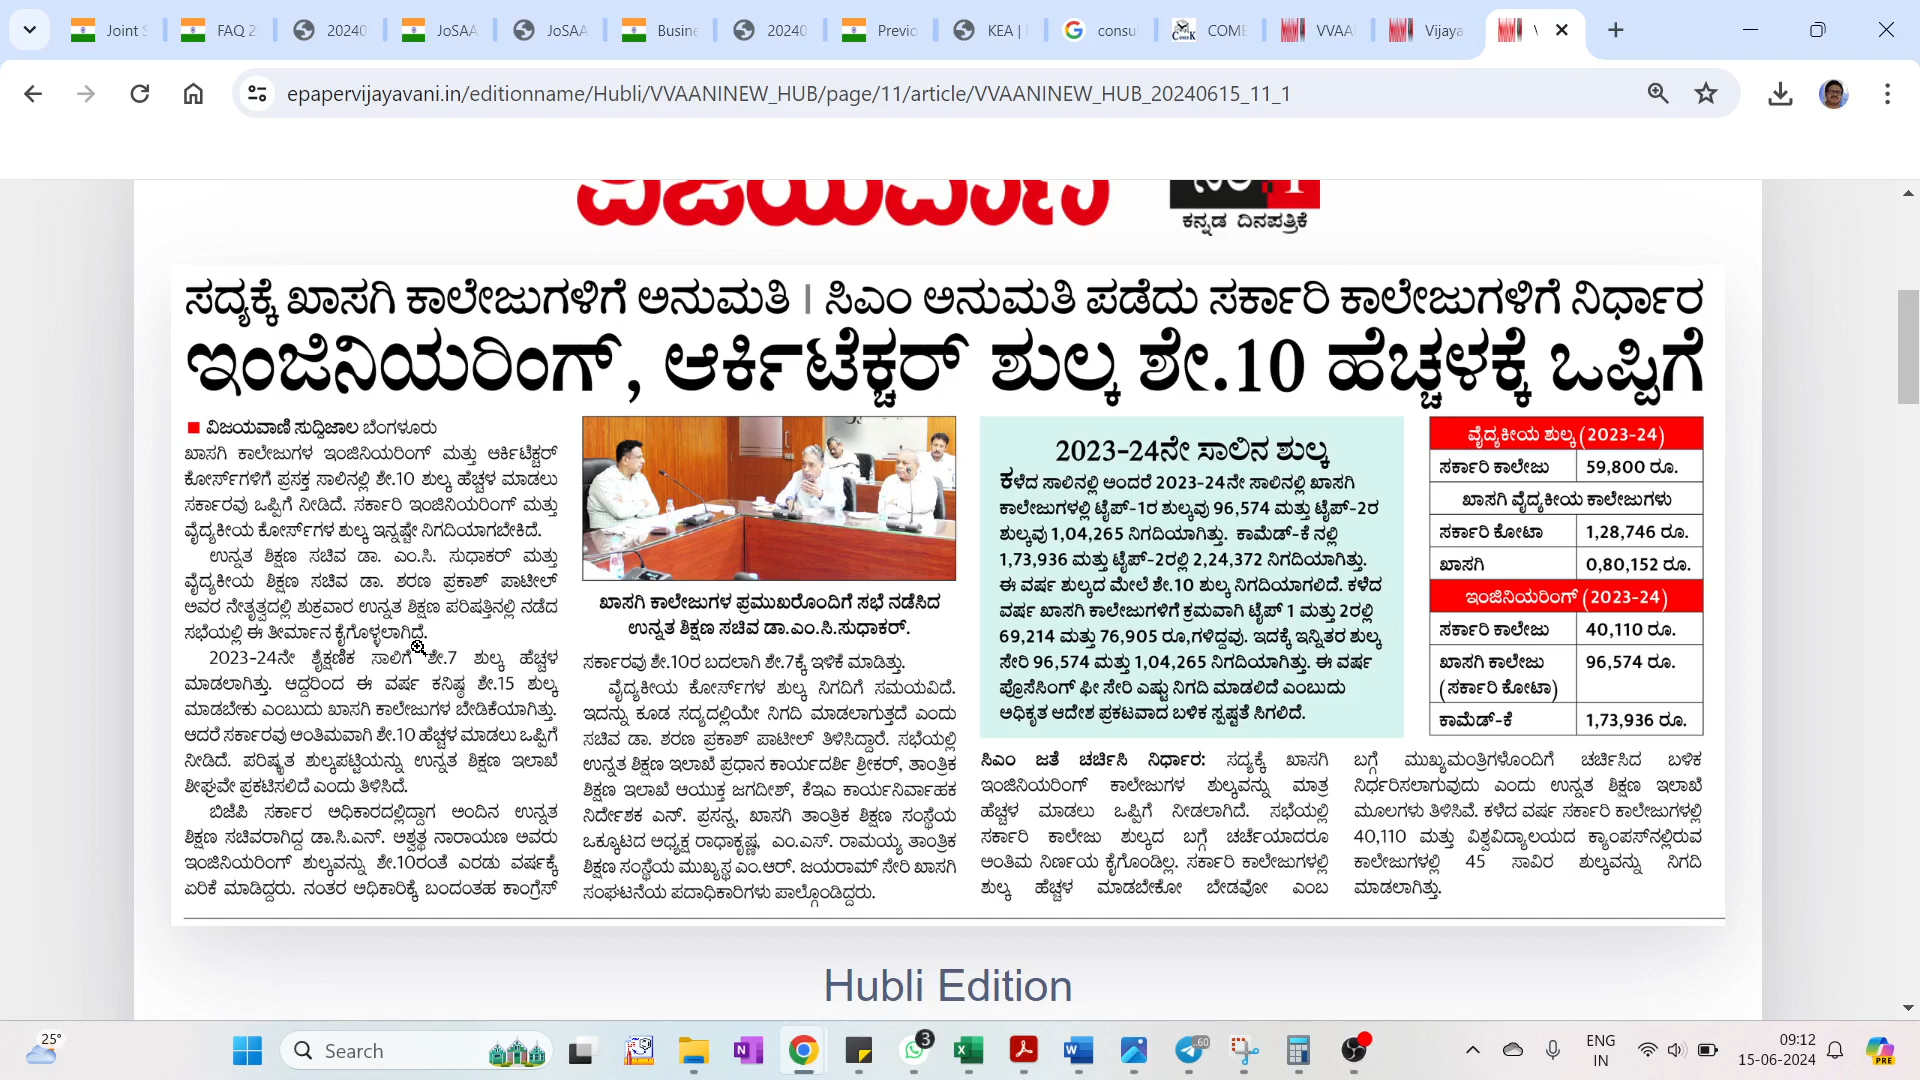 Joint S
FAQ 2
20240
JoSAA
JoSAA
Busine
20240
Previo
KEA |
consu
COME
VVAA
Vijaya
epapervijayavani.in/editionname/Hubli/VVAANINEW_HUB/page/11/article/VVAANINEW_HUB_20240615_11_1
ವಿಜಯವಾಣಿ
ನಂ.1
ಕನ್ನಡ ದಿನಪತ್ರಿಕೆ
ಸದ್ಯಕ್ಕೆ ಖಾಸಗಿ ಕಾಲೇಜುಗಳಿಗೆ ಅನುಮತಿ | ಸಿಎಂ ಅನುಮತಿ ಪಡೆದು ಸರ್ಕಾರಿ ಕಾಲೇಜುಗಳಿಗೆ ನಿರ್ಧಾರ
ಇಂಜಿನಿಯರಿಂಗ್, ಆರ್ಕಿಟೆಕ್ಚರ್ ಶುಲ್ಕ ಶೇ.10 ಹೆಚ್ಚಳಕ್ಕೆ ಒಪ್ಪಿಗೆ
■ ವಿಜಯವಾಣಿ ಸುದ್ದಿಜಾಲ ಬೆಂಗಳೂರು
ಖಾಸಗಿ ಕಾಲೇಜುಗಳ ಇಂಜಿನಿಯರಿಂಗ್ ಮತ್ತು ಆರ್ಕಿಟೆಕ್ಚರ್
ಕೋರ್ಸ್‌ಗಳಿಗೆ ಪ್ರಸಕ್ತ ಸಾಲಿನಲ್ಲಿ ಶೇ.10 ಶುಲ್ಕ ಹೆಚ್ಚಳ ಮಾಡಲು
ಸರ್ಕಾರವು ಒಪ್ಪಿಗೆ ನೀಡಿದೆ. ಸರ್ಕಾರಿ ಇಂಜಿನಿಯರಿಂಗ್ ಮತ್ತು
ವೈದ್ಯಕೀಯ ಕೋರ್ಸ್‌ಗಳ ಶುಲ್ಕ ಇನ್ನಷ್ಟೇ ನಿಗದಿಯಾಗಬೇಕಿದೆ.
ಉನ್ನತ ಶಿಕ್ಷಣ ಸಚಿವ ಡಾ. ಎಂ.ಸಿ. ಸುಧಾಕರ್ ಮತ್ತು
ವೈದ್ಯಕೀಯ ಶಿಕ್ಷಣ ಸಚಿವ ಡಾ. ಶರಣ ಪ್ರಕಾಶ್ ಪಾಟೀಲ್
ಅವರ ನೇತೃತ್ವದಲ್ಲಿ ಶುಕ್ರವಾರ ಉನ್ನತ ಶಿಕ್ಷಣ ಪರಿಷತ್ತಿನಲ್ಲಿ ನಡೆದ
ಸಭೆಯಲ್ಲಿ ಈ ತೀರ್ಮಾನ ಕೈಗೊಳ್ಳಲಾಗಿದೆ.
2023-24ನೇ ಶೈಕ್ಷಣಿಕ ಸಾಲಿಗೆ ಶೇ.7 ಶುಲ್ಕ ಹೆಚ್ಚಳ
ಮಾಡಲಾಗಿತ್ತು. ಆದ್ದರಿಂದ ಈ ವರ್ಷ ಕನಿಷ್ಠ ಶೇ.15 ಶುಲ್ಕ
ಮಾಡಬೇಕು ಎಂಬುದು ಖಾಸಗಿ ಕಾಲೇಜುಗಳ ಬೇಡಿಕೆಯಾಗಿತ್ತು.
ಆದರೆ ಸರ್ಕಾರವು ಅಂತಿಮವಾಗಿ ಶೇ.10 ಹೆಚ್ಚಳ ಮಾಡಲು ಒಪ್ಪಿಗೆ
ನೀಡಿದೆ. ಪರಿಷ್ಕೃತ ಶುಲ್ಕಪಟ್ಟಿಯನ್ನು ಉನ್ನತ ಶಿಕ್ಷಣ ಇಲಾಖೆ
ಶೀಘ್ರವೇ ಪ್ರಕಟಿಸಲಿದೆ ಎಂದು ತಿಳಿಸಿದೆ.
ಬಿಜೆಪಿ ಸರ್ಕಾರ ಅಧಿಕಾರದಲ್ಲಿದ್ದಾಗ ಅಂದಿನ ಉನ್ನತ
ಶಿಕ್ಷಣ ಸಚಿವರಾಗಿದ್ದ ಡಾ.ಸಿ.ಎನ್. ಅಶ್ವತ್ಥ ನಾರಾಯಣ ಅವರು
ಇಂಜಿನಿಯರಿಂಗ್ ಶುಲ್ಕವನ್ನು ಶೇ.10ರಂತೆ ಎರಡು ವರ್ಷಕ್ಕೆ
ಏರಿಕೆ ಮಾಡಿದ್ದರು. ನಂತರ ಅಧಿಕಾರಿಕ್ಕೆ ಬಂದಂತಹ ಕಾಂಗ್ರೆಸ್
ಖಾಸಗಿ ಕಾಲೇಜುಗಳ ಪ್ರಮುಖರೊಂದಿಗೆ ಸಭೆ ನಡೆಸಿದ
ಉನ್ನತ ಶಿಕ್ಷಣ ಸಚಿವ ಡಾ.ಎಂ.ಸಿ.ಸುಧಾಕರ್.
ಸರ್ಕಾರವು ಶೇ.10ರ ಬದಲಾಗಿ ಶೇ.7ಕ್ಕೆ ಇಳಿಕೆ ಮಾಡಿತ್ತು.
ವೈದ್ಯಕೀಯ ಕೋರ್ಸ್‌ಗಳ ಶುಲ್ಕ ನಿಗದಿಗೆ ಸಮಯವಿದೆ.
ಇದನ್ನು ಕೂಡ ಸದ್ಯದಲ್ಲಿಯೇ ನಿಗದಿ ಮಾಡಲಾಗುತ್ತದೆ ಎಂದು
ಸಚಿವ ಡಾ. ಶರಣ ಪ್ರಕಾಶ್ ಪಾಟೀಲ್ ತಿಳಿಸಿದ್ದಾರೆ. ಸಭೆಯಲ್ಲಿ
ಉನ್ನತ ಶಿಕ್ಷಣ ಇಲಾಖೆ ಪ್ರಧಾನ ಕಾರ್ಯದರ್ಶಿ ಶ್ರೀಕರ್, ತಾಂತ್ರಿಕ
ಶಿಕ್ಷಣ ಇಲಾಖೆ ಆಯುಕ್ತ ಜಗದೀಶ್, ಕೆಇಎ ಕಾರ್ಯನಿರ್ವಾಹಕ
ನಿರ್ದೇಶಕ ಎನ್. ಪ್ರಸನ್ನ, ಖಾಸಗಿ ತಾಂತ್ರಿಕ ಶಿಕ್ಷಣ ಸಂಸ್ಥೆಯ
ಒಕ್ಕೂಟದ ಅಧ್ಯಕ್ಷ ರಾಧಾಕೃಷ್ಣ, ಎಂ.ಎಸ್. ರಾಮಯ್ಯ ತಾಂತ್ರಿಕ
ಶಿಕ್ಷಣ ಸಂಸ್ಥೆಯ ಮುಖ್ಯಸ್ಥ ಎಂ.ಆರ್. ಜಯರಾಮ್ ಸೇರಿ ಖಾಸಗಿ
ಸಂಘಟನೆಯ ಪದಾಧಿಕಾರಿಗಳು ಪಾಲ್ಗೊಂಡಿದ್ದರು.
2023-24ನೇ ಸಾಲಿನ ಶುಲ್ಕ
ಕಳೆದ ಸಾಲಿನಲ್ಲಿ ಅಂದರೆ 2023-24ನೇ ಸಾಲಿನಲ್ಲಿ ಖಾಸಗಿ
ಕಾಲೇಜುಗಳಲ್ಲಿ ಟೈಪ್-1ರ ಶುಲ್ಕವು 96,574 ಮತ್ತು ಟೈಪ್-2ರ
ಶುಲ್ಕವು 1,04,265 ನಿಗದಿಯಾಗಿತ್ತು. ಕಾಮೆಡ್-ಕೆ ನಲ್ಲಿ
1,73,936 ಮತ್ತು ಟೈಪ್-2ರಲ್ಲಿ 2,24,372 ನಿಗದಿಯಾಗಿತ್ತು.
ಈ ವರ್ಷ ಶುಲ್ಕದ ಮೇಲೆ ಶೇ.10 ಶುಲ್ಕ ನಿಗದಿಯಾಗಲಿದೆ. ಕಳೆದ
ವರ್ಷ ಖಾಸಗಿ ಕಾಲೇಜುಗಳಿಗೆ ಕ್ರಮವಾಗಿ ಟೈಪ್ 1 ಮತ್ತು 2ರಲ್ಲಿ
69,214 ಮತ್ತು 76,905 ರೂ,ಗಳಿದ್ದವು. ಇದಕ್ಕೆ ಇನ್ನಿತರ ಶುಲ್ಕ
ಸೇರಿ 96,574 ಮತ್ತು 1,04,265 ನಿಗದಿಯಾಗಿತ್ತು. ಈ ವರ್ಷ
ಪ್ರೊಸೆಸಿಂಗ್ ಫೀ ಸೇರಿ ಎಷ್ಟು ನಿಗದಿ ಮಾಡಲಿದೆ ಎಂಬುದು
ಅಧಿಕೃತ ಆದೇಶ ಪ್ರಕಟವಾದ ಬಳಿಕ ಸ್ಪಷ್ಟತೆ ಸಿಗಲಿದೆ.
ವೈದ್ಯಕೀಯ ಶುಲ್ಕ (2023-24)
ಸರ್ಕಾರಿ ಕಾಲೇಜು 59,800 ರೂ.
ಖಾಸಗಿ ವೈದ್ಯಕೀಯ ಕಾಲೇಜುಗಳು
ಸರ್ಕಾರಿ ಕೋಟಾ 1,28,746 ರೂ.
ಖಾಸಗಿ 0,80,152 ರೂ.
ಇಂಜಿನಿಯರಿಂಗ್ (2023-24)
ಸರ್ಕಾರಿ ಕಾಲೇಜು 40,110 ರೂ.
ಖಾಸಗಿ ಕಾಲೇಜು 96,574 ರೂ.
(ಸರ್ಕಾರಿ ಕೋಟಾ)
ಕಾಮೆಡ್-ಕೆ 1,73,936 ರೂ.
ಸಿಎಂ ಜತೆ ಚರ್ಚಿಸಿ ನಿರ್ಧಾರ: ಸದ್ಯಕ್ಕೆ ಖಾಸಗಿ
ಇಂಜಿನಿಯರಿಂಗ್ ಕಾಲೇಜುಗಳ ಶುಲ್ಕವನ್ನು ಮಾತ್ರ
ಹೆಚ್ಚಳ ಮಾಡಲು ಒಪ್ಪಿಗೆ ನೀಡಲಾಗಿದೆ. ಸಭೆಯಲ್ಲಿ
ಸರ್ಕಾರಿ ಕಾಲೇಜು ಶುಲ್ಕದ ಬಗ್ಗೆ ಚರ್ಚೆಯಾದರೂ
ಅಂತಿಮ ನಿರ್ಣಯ ಕೈಗೊಂಡಿಲ್ಲ. ಸರ್ಕಾರಿ ಕಾಲೇಜುಗಳಲ್ಲಿ
ಶುಲ್ಕ ಹೆಚ್ಚಳ ಮಾಡಬೇಕೋ ಬೇಡವೋ ಎಂಬ
ಬಗ್ಗೆ ಮುಖ್ಯಮಂತ್ರಿಗಳೊಂದಿಗೆ ಚರ್ಚಿಸಿದ ಬಳಿಕ
ನಿರ್ಧರಿಸಲಾಗುವುದು ಎಂದು ಉನ್ನತ ಶಿಕ್ಷಣ ಇಲಾಖೆ
ಮೂಲಗಳು ತಿಳಿಸಿವೆ. ಕಳೆದ ವರ್ಷ ಸರ್ಕಾರಿ ಕಾಲೇಜುಗಳಲ್ಲಿ
40,110 ಮತ್ತು ವಿಶ್ವವಿದ್ಯಾಲಯದ ಕ್ಯಾಂಪಸ್‌ನಲ್ಲಿರುವ
ಕಾಲೇಜುಗಳಲ್ಲಿ 45 ಸಾವಿರ ಶುಲ್ಕವನ್ನು ನಿಗದಿ
ಮಾಡಲಾಗಿತ್ತು.
Hubli Edition
25°
Search
3
60
ENG
IN
09:12
15-06-2024